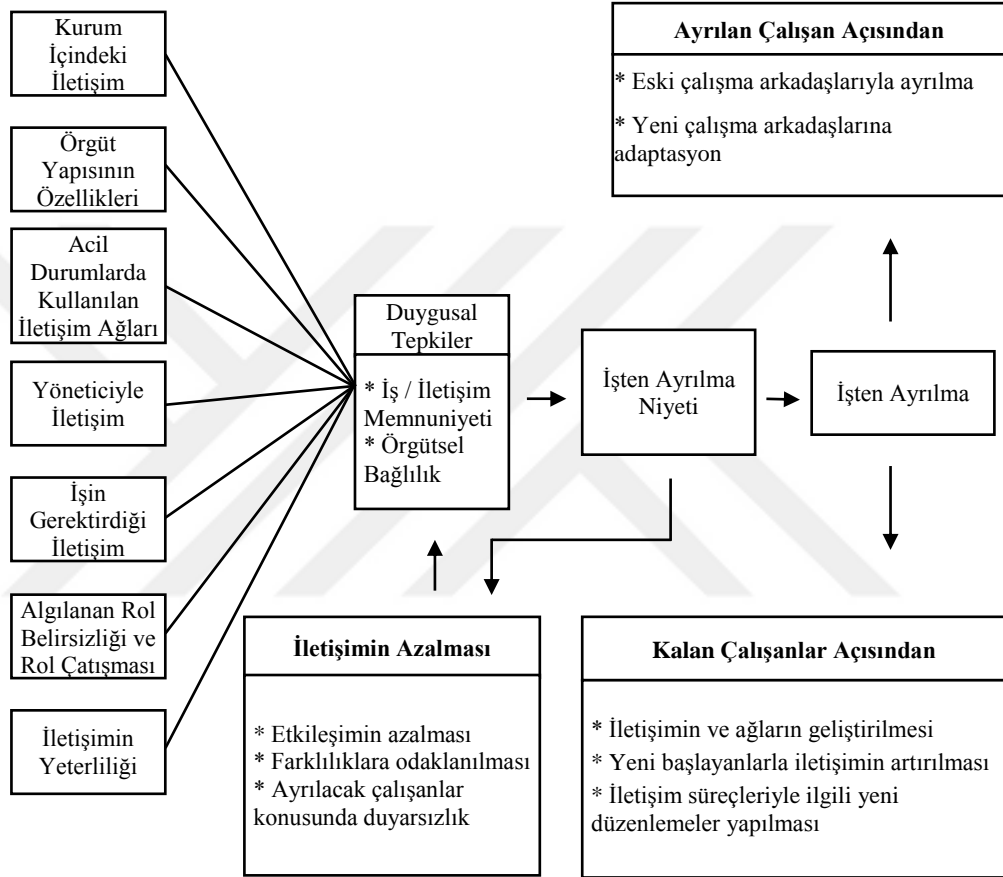 Kurum
İçindeki
İletişim
Örgüt
Yapısının
Özellikleri
Acil
Durumlarda
Kullanılan
İletişim Ağları
Yöneticiyle
İletişim
İşin
Gerektirdiği
İletişim
Algılanan Rol
Belirsizliği ve
Rol Çatışması
İletişimin
Yeterliliği
Duygusal
Tepkiler
* İş / İletişim
Memnuniyeti
* Örgütsel
Bağlılık
İşten Ayrılma
Niyeti
İşten Ayrılma
Ayrılan Çalışan Açısından
* Eski çalışma arkadaşlarıyla ayrılma
* Yeni çalışma arkadaşlarına
adaptasyon
İletişimin Azalması
* Etkileşimin azalması
* Farklılıklara odaklanılması
* Ayrılacak çalışanlar
konusunda duyarsızlık
Kalan Çalışanlar Açısından
* İletişimin ve ağların geliştirilmesi
* Yeni başlayanlarla iletişimin artırılması
* İletişim süreçleriyle ilgili yeni
düzenlemeler yapılması